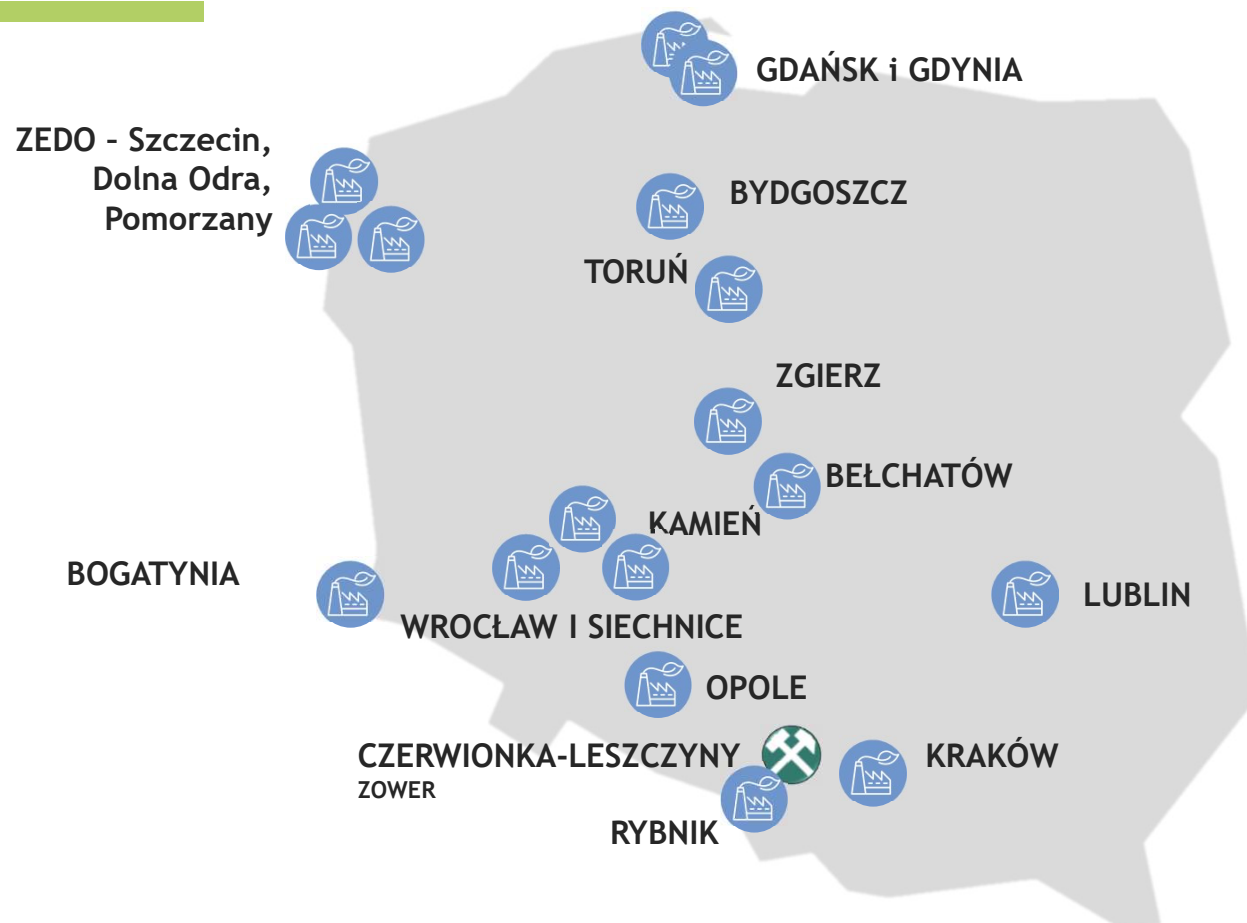 GDAŃSK i GDYNIA
ZEDO – Szczecin,
Dolna Odra,
Pomorzany
BYDGOSZCZ
TORUŃ
ZGIERZ
BEŁCHATÓW
KAMIEŃ
BOGATYNIA
LUBLIN
WROCŁAW I SIECHNICE
OPOLE
CZERWIONKA-LESZCZYNY
ZOWER
KRAKÓW
RYBNIK